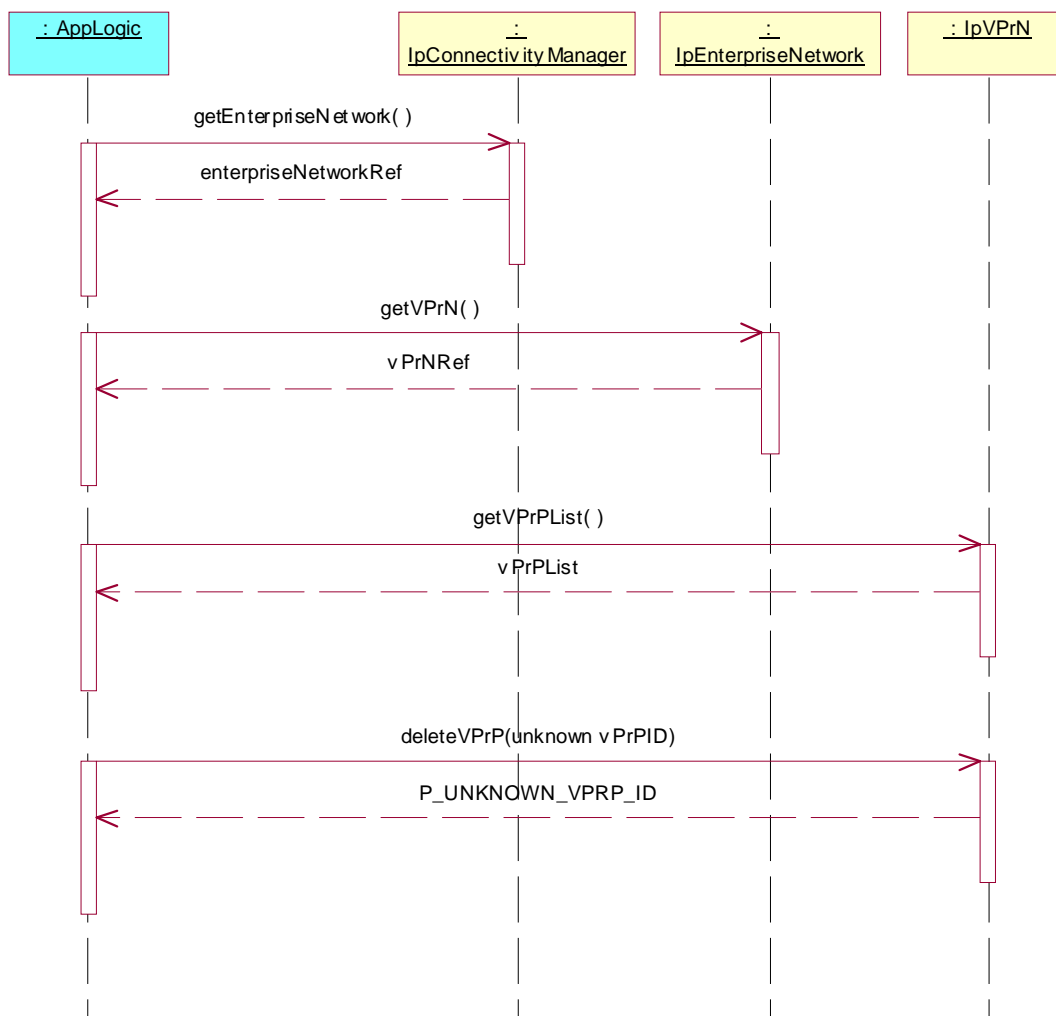 : AppLogic
:
IpConnectivityManager
:
IpEnterpriseNetwork
: IpVPrN
getEnterpriseNetwork( )
enterpriseNetworkRef
getVPrN( )
vPrNRef
getVPrPList( )
vPrPList
deleteVPrP(unknown vPrPID)
P_UNKNOWN_VPRP_ID